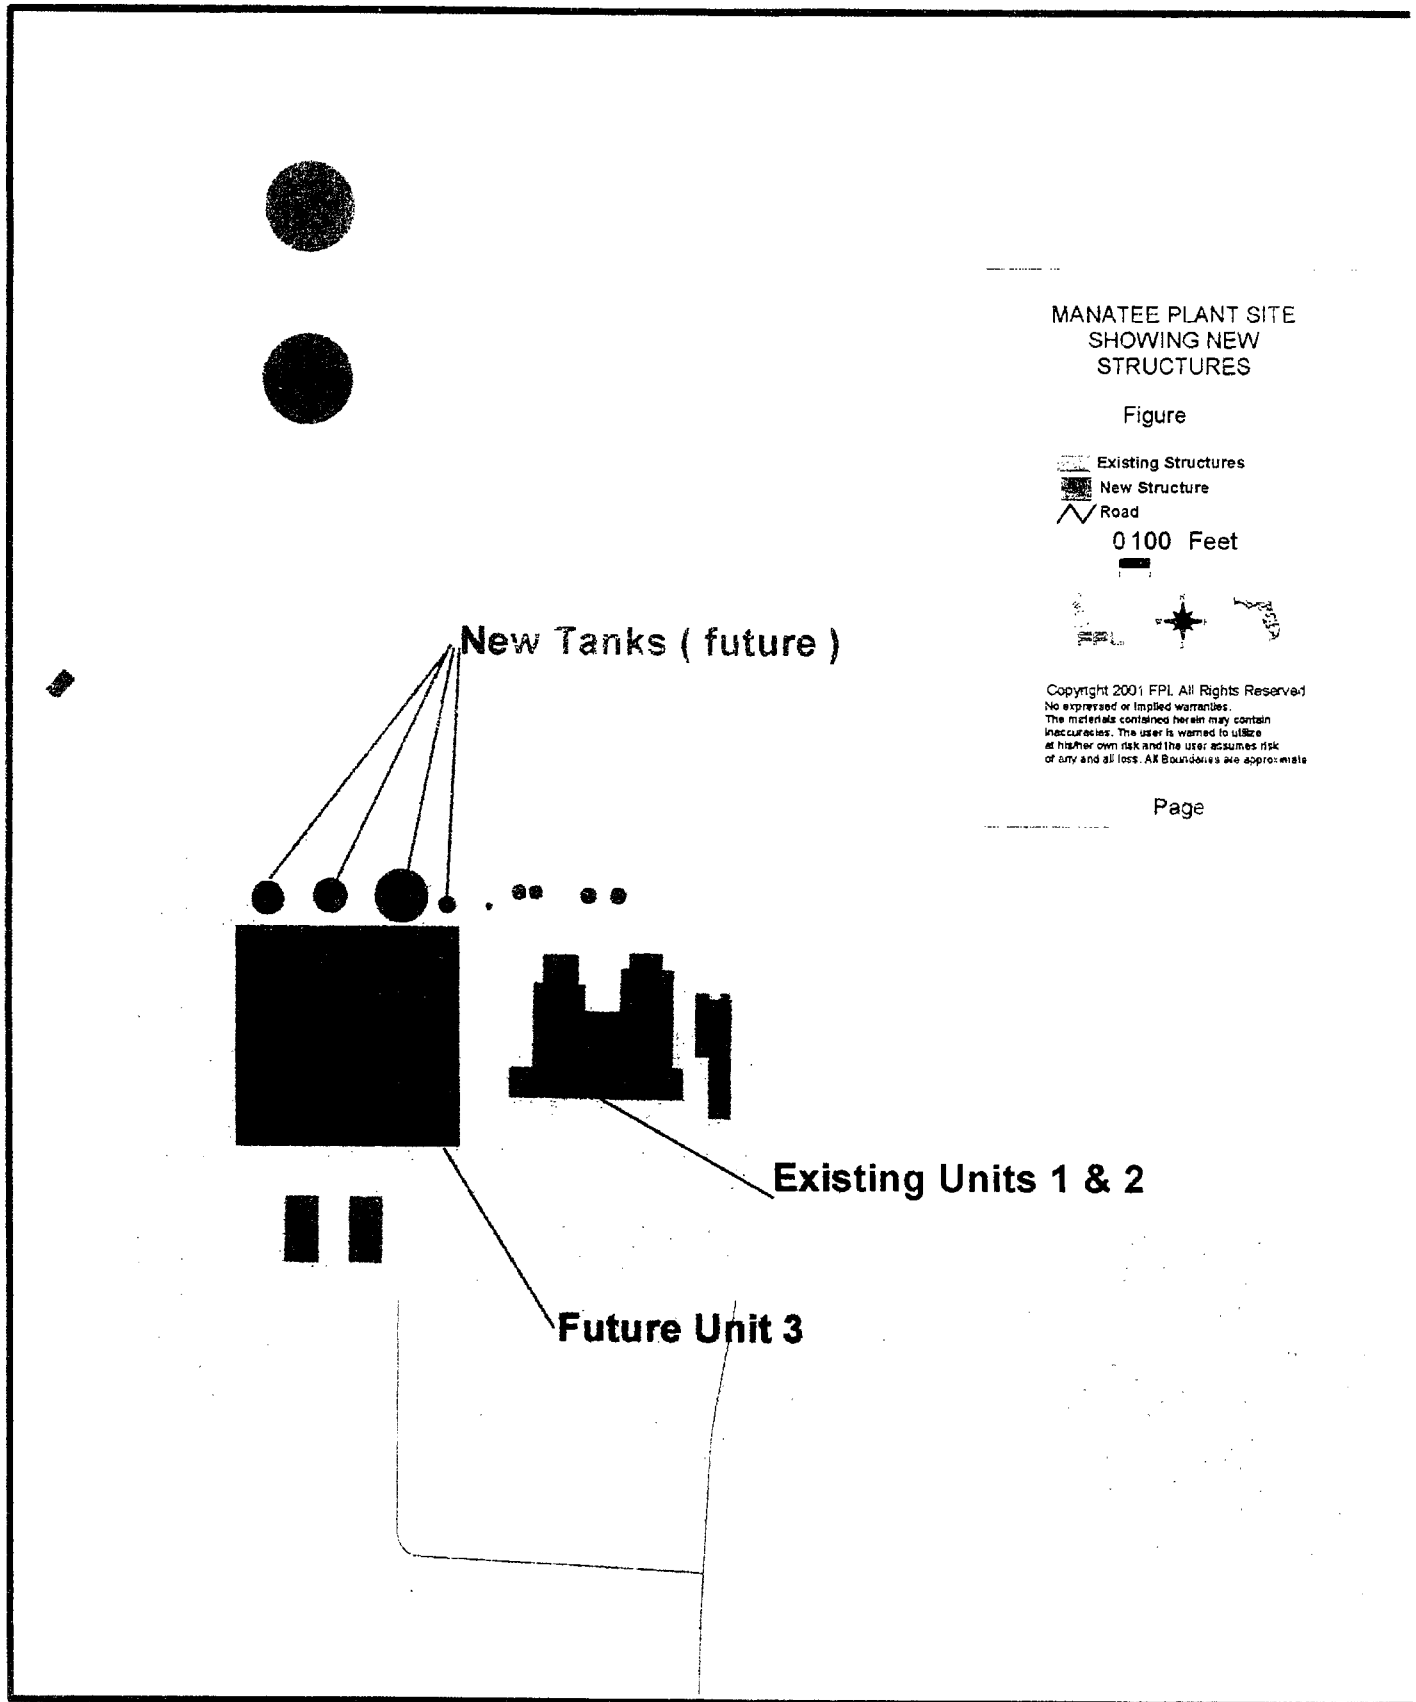 MANATEE PLANT SITE
SHOWING NEW
STRUCTURES
Figure
Existing Structures
New Structure
Road
0 100 Feet
FPL
Copyright 2001 FPL All Rights Reserved
No expressed or Implied warranties.
The materials contained herein may contain
Inaccuracies. The user is warned to utilize
at his/her own risk and the user assumes risk
of any and all loss. All Boundaries are approximate
Page
New Tanks ( future )
Existing Units 1 & 2
Future Unit 3